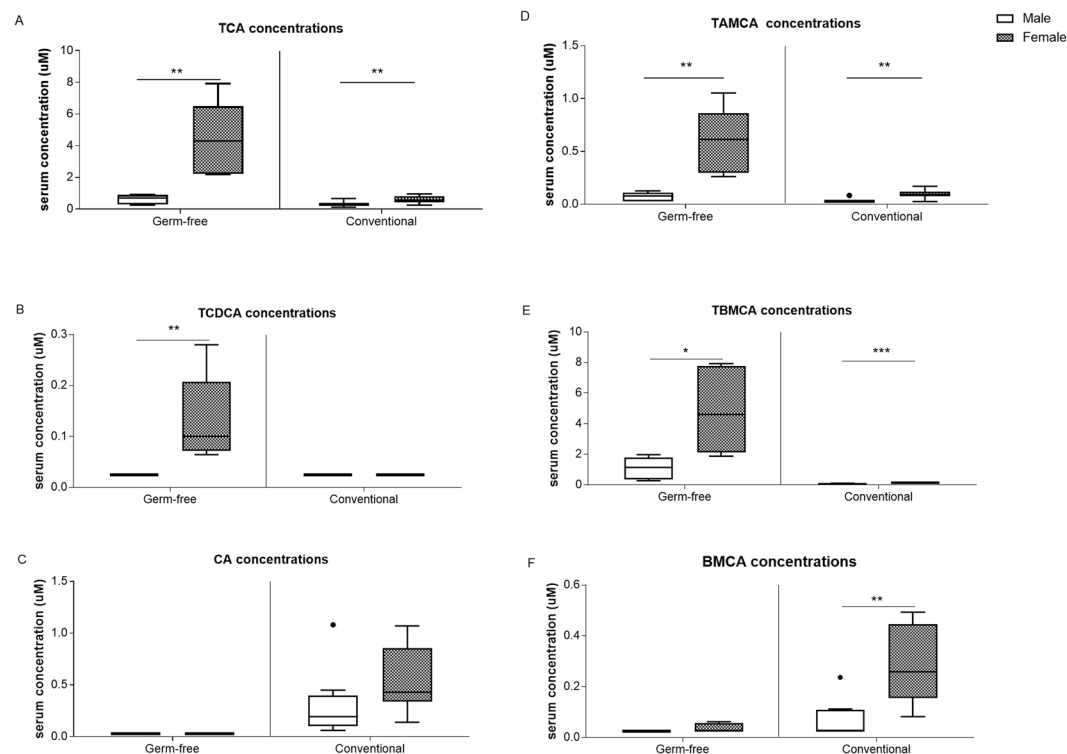 A
TCA concentrations
serum concentration (uM)
10
8
6
4
2
0
**
**
Germ-free
Conventional
D
TAMCA concentrations
serum concentration (uM)
1.5
1.0
0.5
0.0
**
**
Germ-free
Conventional
Male
Female
B
TCDCA concentrations
serum concentration (uM)
0.3
0.2
0.1
0.0
**
Germ-free
Conventional
E
TBMCA concentrations
serum concentration (uM)
10
8
6
4
2
0
*
***
Germ-free
Conventional
C
CA concentrations
serum concentration (uM)
1.5
1.0
0.5
0.0
Germ-free
Conventional
F
BMCA concentrations
serum concentration (uM)
0.6
0.4
0.2
0.0
**
Germ-free
Conventional